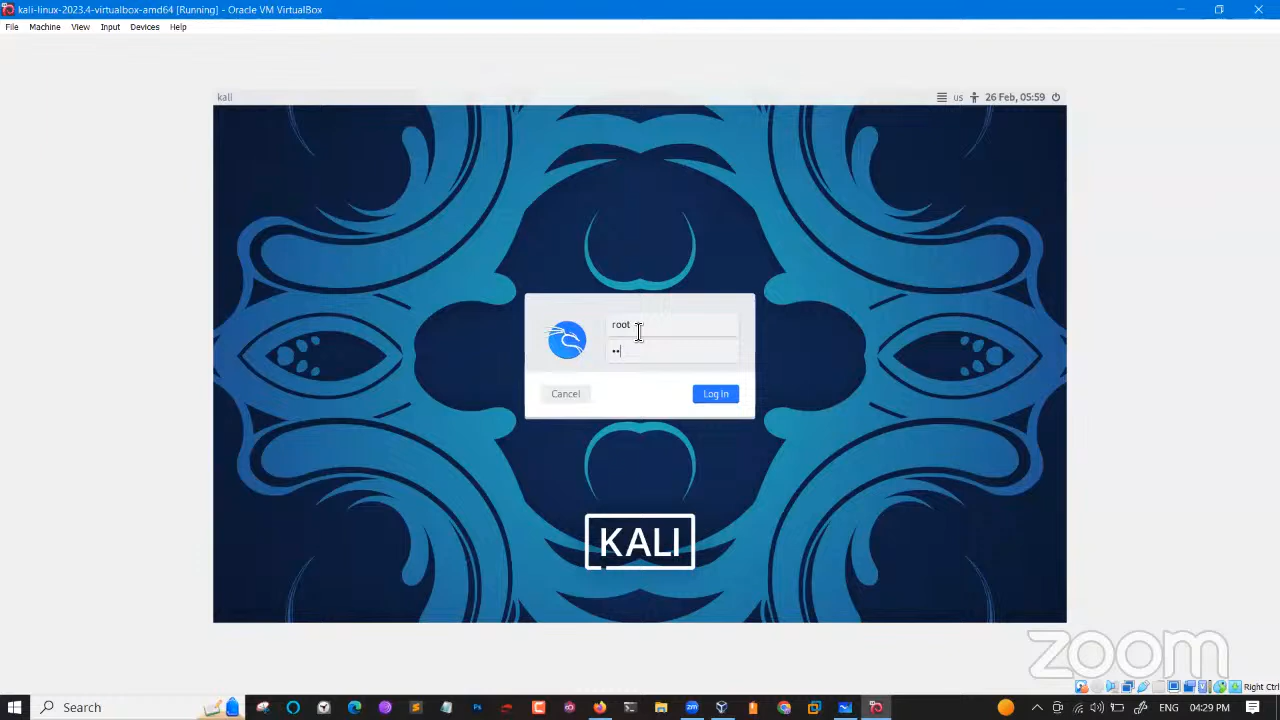 kali-linux-2023.4-virtualbox-amd64 [Running] - Oracle VM VirtualBox
File Machine View Input Devices Help
kali us 26 Feb, 05:59
root
••
Cancel Log In
KALI
zoom
Right Ctrl
Search 04:29 PM